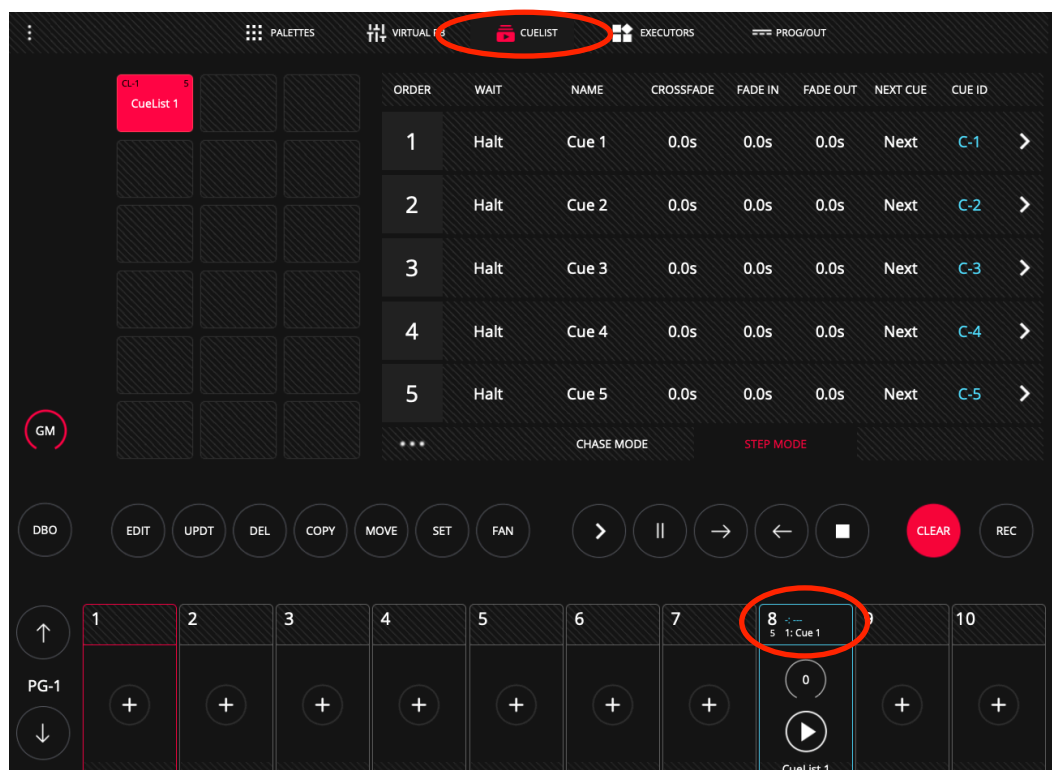 PALETTES VIRTUAL CUELIST EXECUTORS PROG/OUT
CL-1 5
CueList 1
ORDER WAIT NAME CROSSFADE FADE IN FADE OUT NEXT CUE CUE ID
1 Halt Cue 1 0.0s 0.0s 0.0s Next C-1
2 Halt Cue 2 0.0s 0.0s 0.0s Next C-2
3 Halt Cue 3 0.0s 0.0s 0.0s Next C-3
4 Halt Cue 4 0.0s 0.0s 0.0s Next C-4
5 Halt Cue 5 0.0s 0.0s 0.0s Next C-5
CHASE MODE STEP MODE
GM
DBO EDIT UPDT DEL COPY MOVE SET FAN CLEAR REC
1 2 3 4 5 6 7 8 -:--- 9 10
5 1: Cue 1
PG-1
0
CueList 1